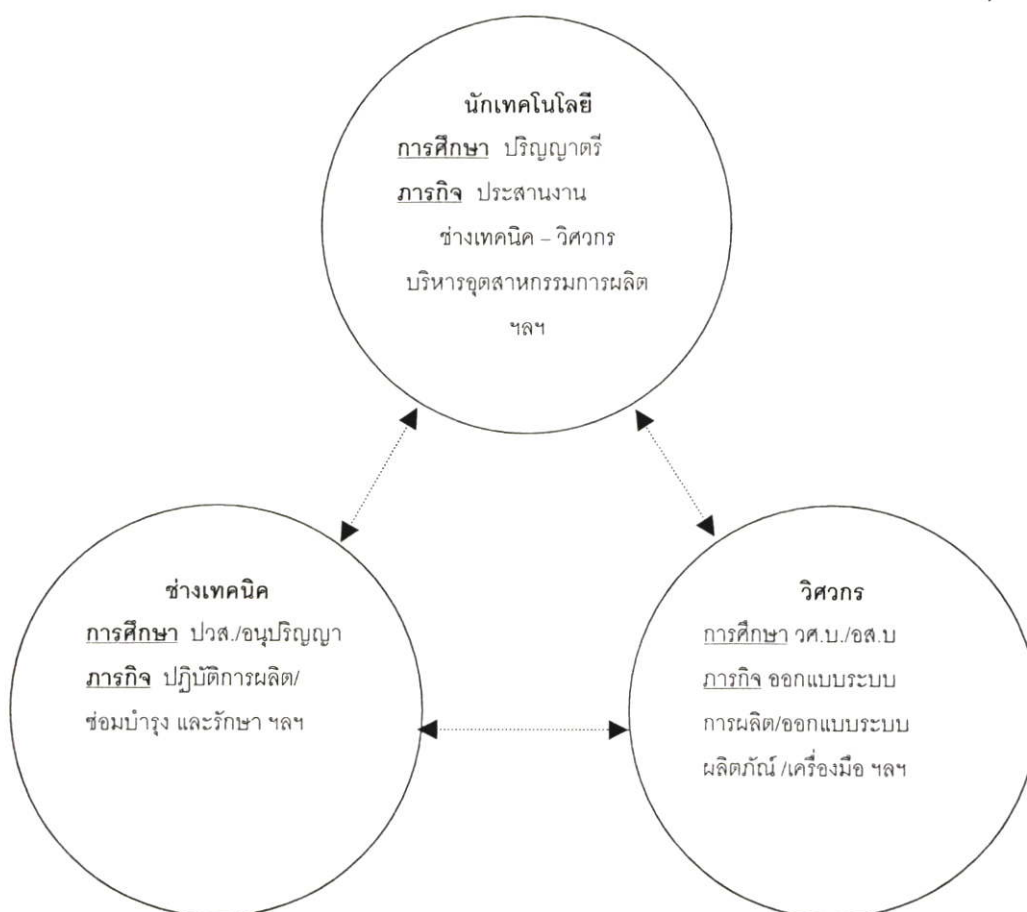 นักเทคโนโลยี
การศึกษา ปริญญาตรี
ภารกิจ ประสานงาน
ช่างเทคนิค – วิศวกร
บริหารอุตสาหกรรมการผลิต
ฯลฯ
ช่างเทคนิค
การศึกษา ปวส./อนุปริญญา
ภารกิจ ปฏิบัติการผลิต/
ซ่อมบำรุง และรักษา ฯลฯ
วิศวกร
การศึกษา วศ.บ./อส.บ
ภารกิจ ออกแบบระบบ
การผลิต/ออกแบบระบบ
ผลิตภัณ์ /เครื่องมือ ฯลฯ